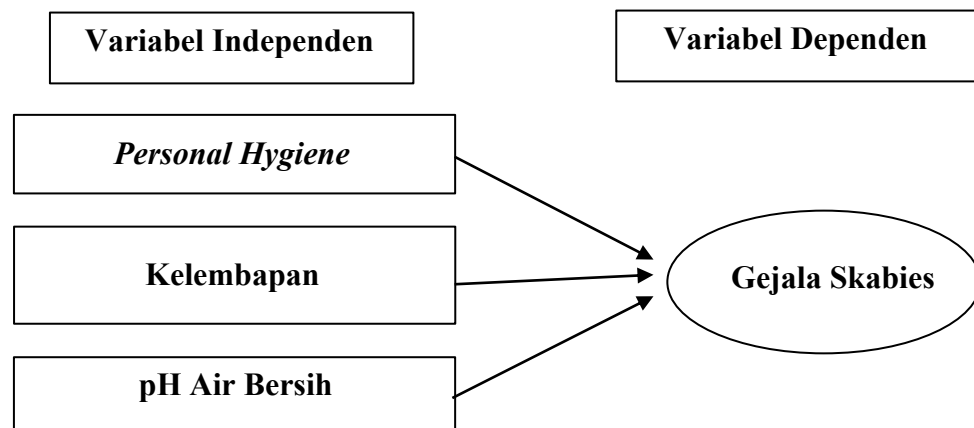 Variabel Independen
Variabel Dependen
Personal Hygiene
Kelembapan
Gejala Skabies
pH Air Bersih